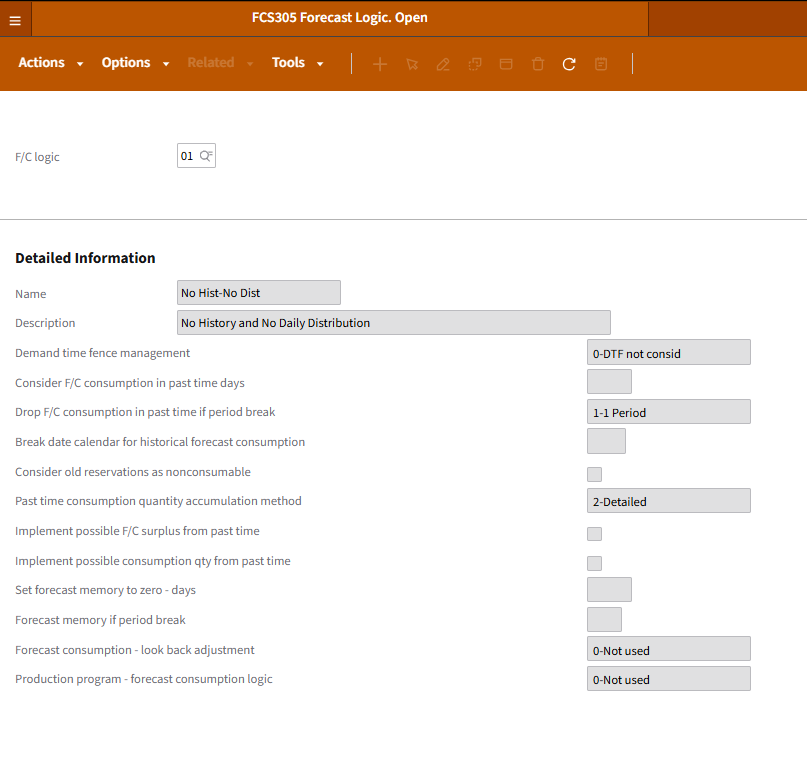 FCS305 Forecast Logic. Open
Actions Options Related Tools
F/C logic 01
Detailed Information
Name No Hist-No Dist
Description No History and No Daily Distribution
Demand time fence management 0-DTF not consid
Consider F/C consumption in past time days
Drop F/C consumption in past time if period break 1-1 Period
Break date calendar for historical forecast consumption
Consider old reservations as nonconsumable
Past time consumption quantity accumulation method 2-Detailed
Implement possible F/C surplus from past time
Implement possible consumption qty from past time
Set forecast memory to zero - days
Forecast memory if period break
Forecast consumption - look back adjustment 0-Not used
Production program - forecast consumption logic 0-Not used